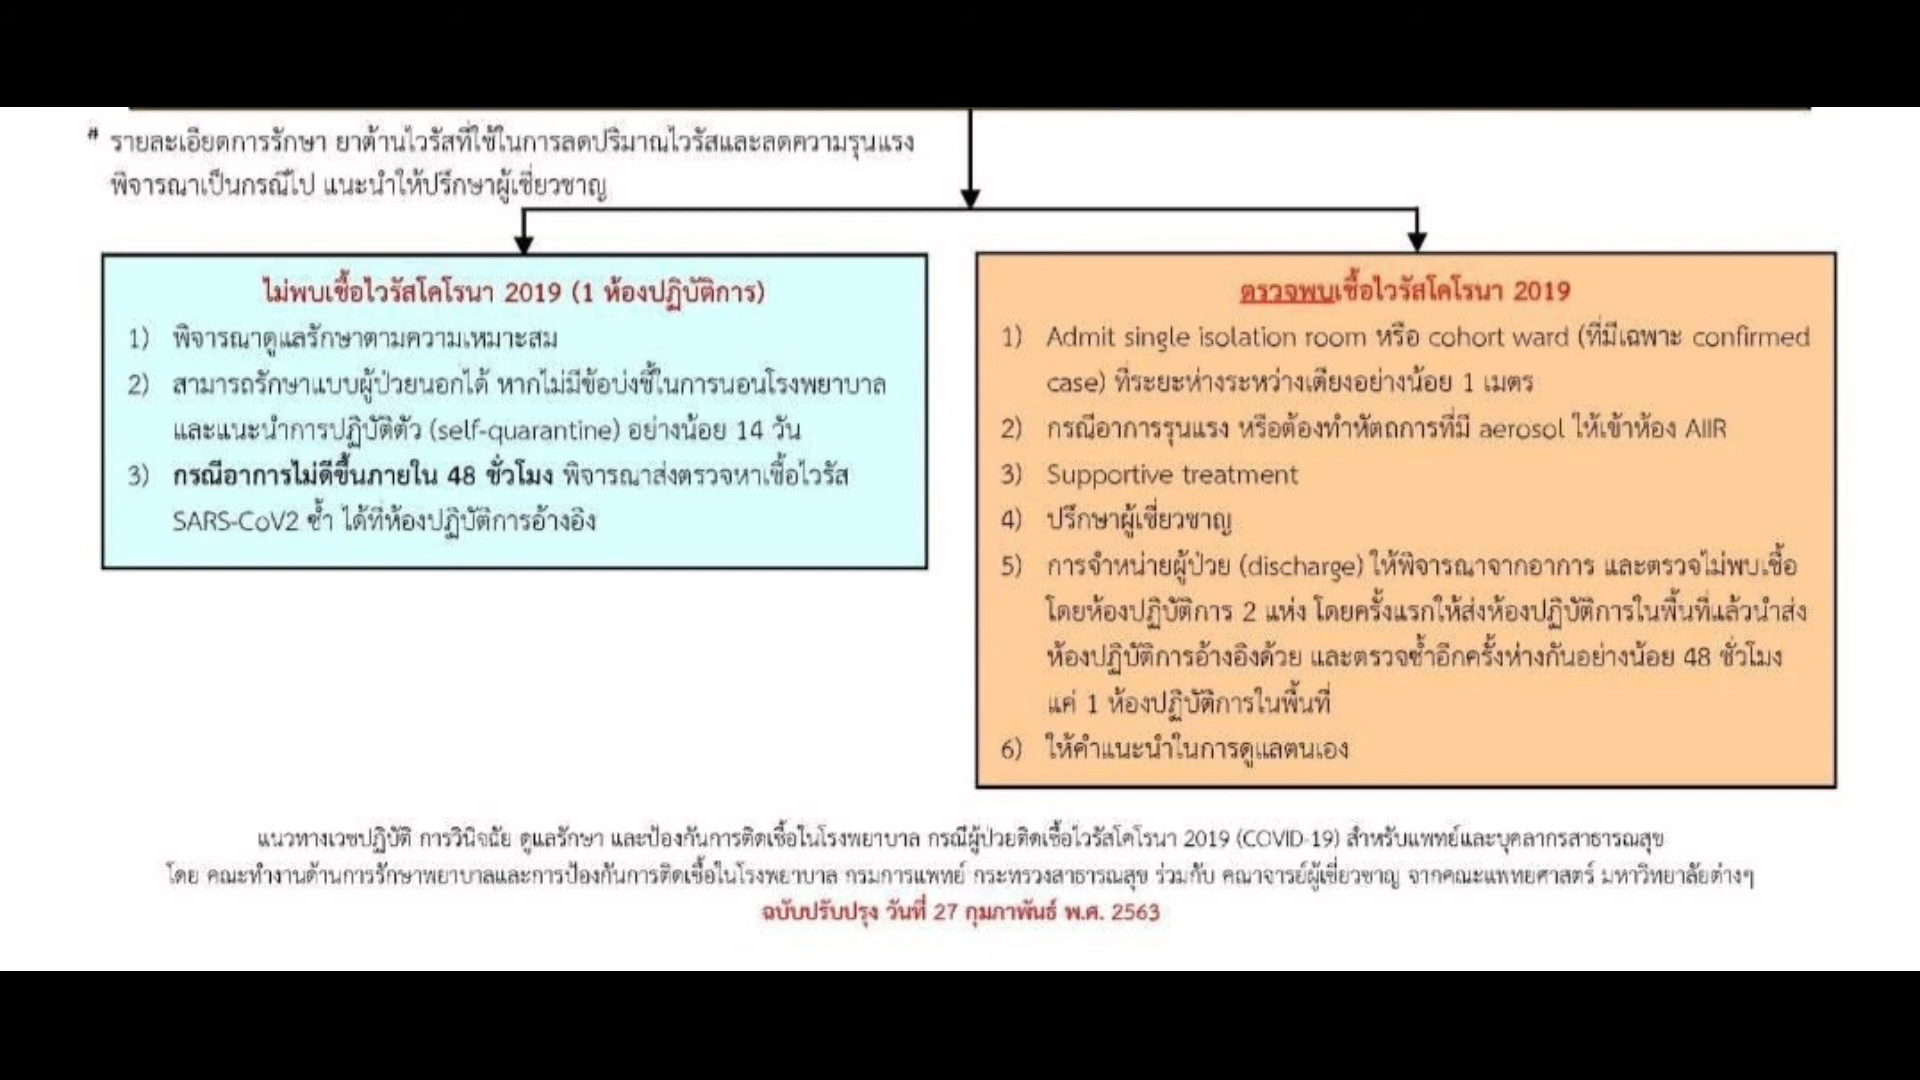 # รายละเอียดการรักษา ยาต้านไวรัสที่ใช้ในการลดปริมาณไวรัสและลดความรุนแรง
พิจารณาเป็นกรณีไป แนะนำให้ปรึกษาผู้เชี่ยวชาญ
ไม่พบเชื้อไวรัสโคโรนา 2019 (1 ห้องปฏิบัติการ)
1) พิจารณาดูแลรักษาตามความเหมาะสม
2) สามารถรักษาแบบผู้ป่วยนอกได้ หากไม่มีข้อบ่งชี้ในการนอนโรงพยาบาล
และแนะนำการปฏิบัติตัว (self-quarantine) อย่างน้อย 14 วัน
3) กรณีอาการไม่ดีขึ้นภายใน 48 ชั่วโมง พิจารณาส่งตรวจหาเชื้อไวรัส
SARS-CoV2 ซ้ำ ได้ที่ห้องปฏิบัติการอ้างอิง
ตรวจพบเชื้อไวรัสโคโรนา 2019
1) Admit single isolation room หรือ cohort ward (ที่มีเฉพาะ confirmed
case) ที่ระยะห่างระหว่างเตียงอย่างน้อย 1 เมตร
2) กรณีอาการรุนแรง หรือต้องทำหัตถการที่มี aerosol ให้เข้าห้อง AIIR
3) Supportive treatment
4) ปรึกษาผู้เชี่ยวชาญ
5) การจำหน่ายผู้ป่วย (discharge) ให้พิจารณาจากอาการ และตรวจไม่พบเชื้อ
โดยห้องปฏิบัติการ 2 แห่ง โดยครั้งแรกให้ส่งห้องปฏิบัติการในพื้นที่แล้วนำส่ง
ห้องปฏิบัติการอ้างอิงด้วย และตรวจซ้ำอีกครั้งห่างกันอย่างน้อย 48 ชั่วโมง
แค่ 1 ห้องปฏิบัติการในพื้นที่
6) ให้คำแนะนำในการดูแลตนเอง
แนวทางเวชปฏิบัติ การวินิจฉัย ดูแลรักษา และป้องกันการติดเชื้อในโรงพยาบาล กรณีผู้ป่วยติดเชื้อไวรัสโคโรนา 2019 (COVID-19) สำหรับแพทย์และบุคลากรสาธารณสุข
โดย คณะทำงานด้านการรักษาพยาบาลและการป้องกันการติดเชื้อในโรงพยาบาล กรมการแพทย์ กระทรวงสาธารณสุข ร่วมกับ คณาจารย์ผู้เชี่ยวชาญ จากคณะแพทยศาสตร์ มหาวิทยาลัยต่างๆ
ฉบับปรับปรุง วันที่ 27 กุมภาพันธ์ พ.ศ. 2563